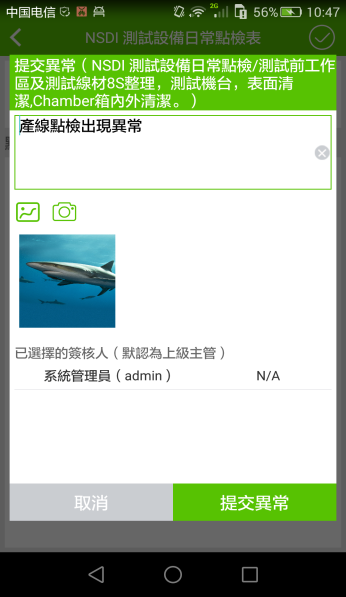 中国电信 2G 56% 10:47
NSDI 測試設備日常點檢表
提交異常（NSDI 測試設備日常點檢/測試前工作
區及測試線材8S整理，測試機台，表面清
潔,Chamber箱內外清潔。）
產線點檢出現異常
已選擇的簽核人（默認為上級主管）
系統管理員（admin） N/A
取消 提交異常